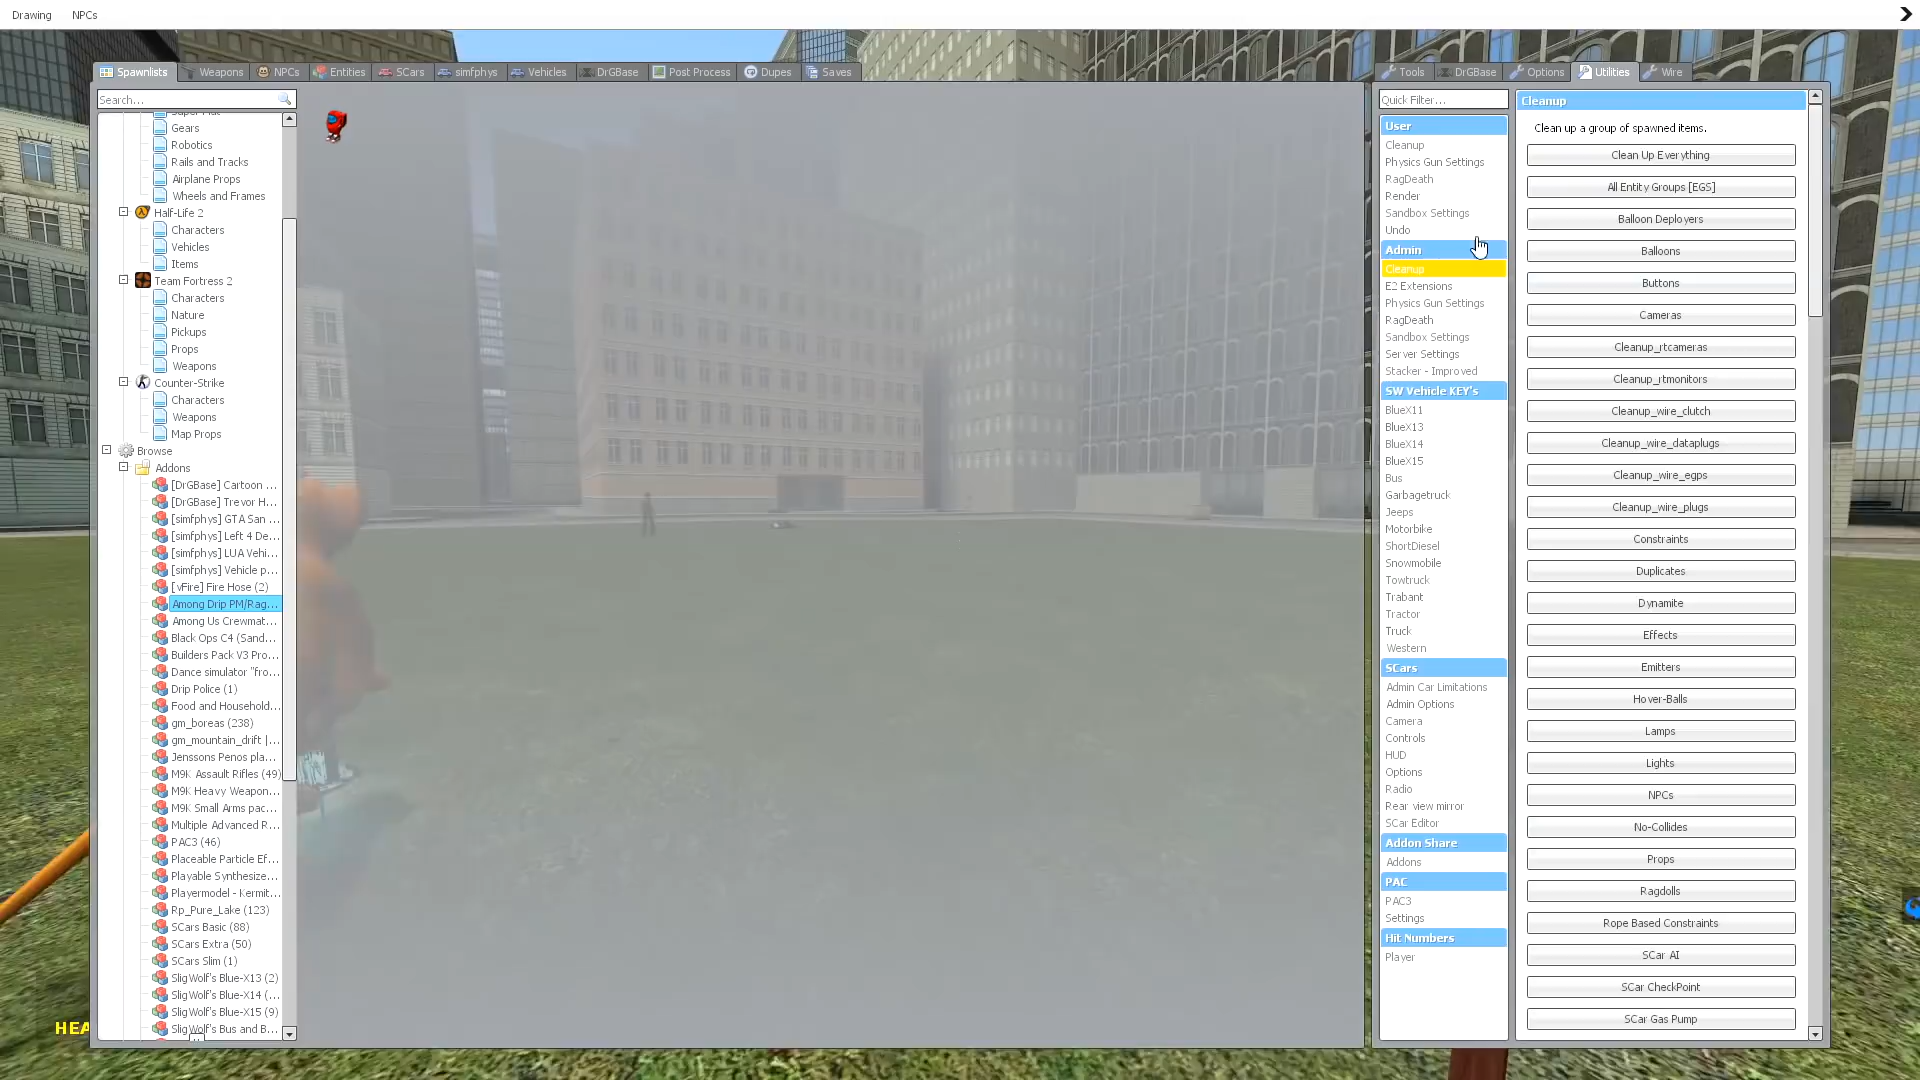 Drawing NPCs
Spawnlists Weapons NPCs Entities SCars simfphys Vehicles DrGBase Post Process Dupes Saves
Tools DrGBase Options Utilities Wire
Search...
Gears
Robotics
Rails and Tracks
Airplane Props
Wheels and Frames
Half-Life 2
Characters
Vehicles
Items
Team Fortress 2
Characters
Nature
Pickups
Props
Weapons
Counter-Strike
Characters
Weapons
Map Props
Browse
Addons
[DrGBase] Cartoon ...
[DrGBase] Trevor H...
[simfphys] GTA San ...
[simfphys] Left 4 De...
[simfphys] LUA Vehi...
[simfphys] Vehicle p...
[vFire] Fire Hose (2)
Among Drip PM/Rag...
Among Us Crewmat...
Black Ops C4 (Sand...
Builders Pack V3 Pro...
Dance simulator "fro...
Drip Police (1)
Food and Household...
gm_boreas (238)
gm_mountain_drift |...
Jenssons Penos pla...
M9K Assault Rifles (49)
M9K Heavy Weapon...
M9K Small Arms pac...
Multiple Advanced R...
PAC3 (46)
Placeable Particle Ef...
Playable Synthesize...
Playermodel - Kermit...
Rp_Pure_Lake (123)
SCars Basic (88)
SCars Extra (50)
SCars Slim (1)
SligWolf's Blue-X13 (2)
SligWolf's Blue-X14 (...
SligWolf's Blue-X15 (9)
SligWolf's Bus and B...
HEA
Quick Filter...
User
Cleanup
Physics Gun Settings
RagDeath
Render
Sandbox Settings
Undo
Admin
Cleanup
E2 Extensions
Physics Gun Settings
RagDeath
Sandbox Settings
Server Settings
Stacker - Improved
SW Vehicle KEY's
BlueX11
BlueX13
BlueX14
BlueX15
Bus
Garbagetruck
Jeeps
Motorbike
ShortDiesel
Snowmobile
Towtruck
Trabant
Tractor
Truck
Western
SCars
Admin Car Limitations
Admin Options
Camera
Controls
HUD
Options
Radio
Rear view mirror
SCar Editor
Addon Share
Addons
PAC
PAC3
Settings
Hit Numbers
Player
Cleanup
Clean up a group of spawned items.
Clean Up Everything
All Entity Groups [EGS]
Balloon Deployers
Balloons
Buttons
Cameras
Cleanup_rtcameras
Cleanup_rtmonitors
Cleanup_wire_clutch
Cleanup_wire_dataplugs
Cleanup_wire_egps
Cleanup_wire_plugs
Constraints
Duplicates
Dynamite
Effects
Emitters
Hover-Balls
Lamps
Lights
NPCs
No-Collides
Props
Ragdolls
Rope Based Constraints
SCar AI
SCar CheckPoint
SCar Gas Pump